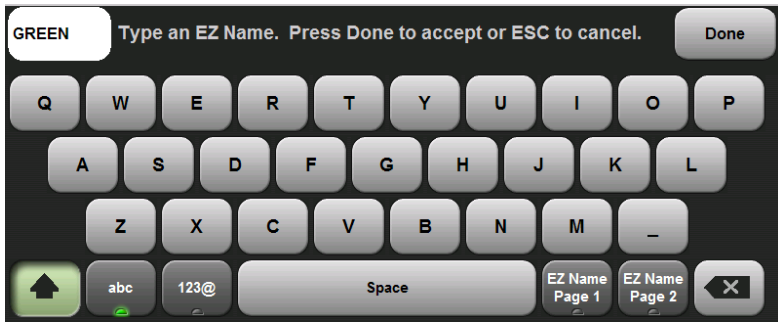 GREEN Type an EZ Name. Press Done to accept or ESC to cancel. Done
Q W E R T Y U I O P
A S D F G H J K L
Z X C V B N M _
abc 123@ Space EZ Name Page 1 EZ Name Page 2